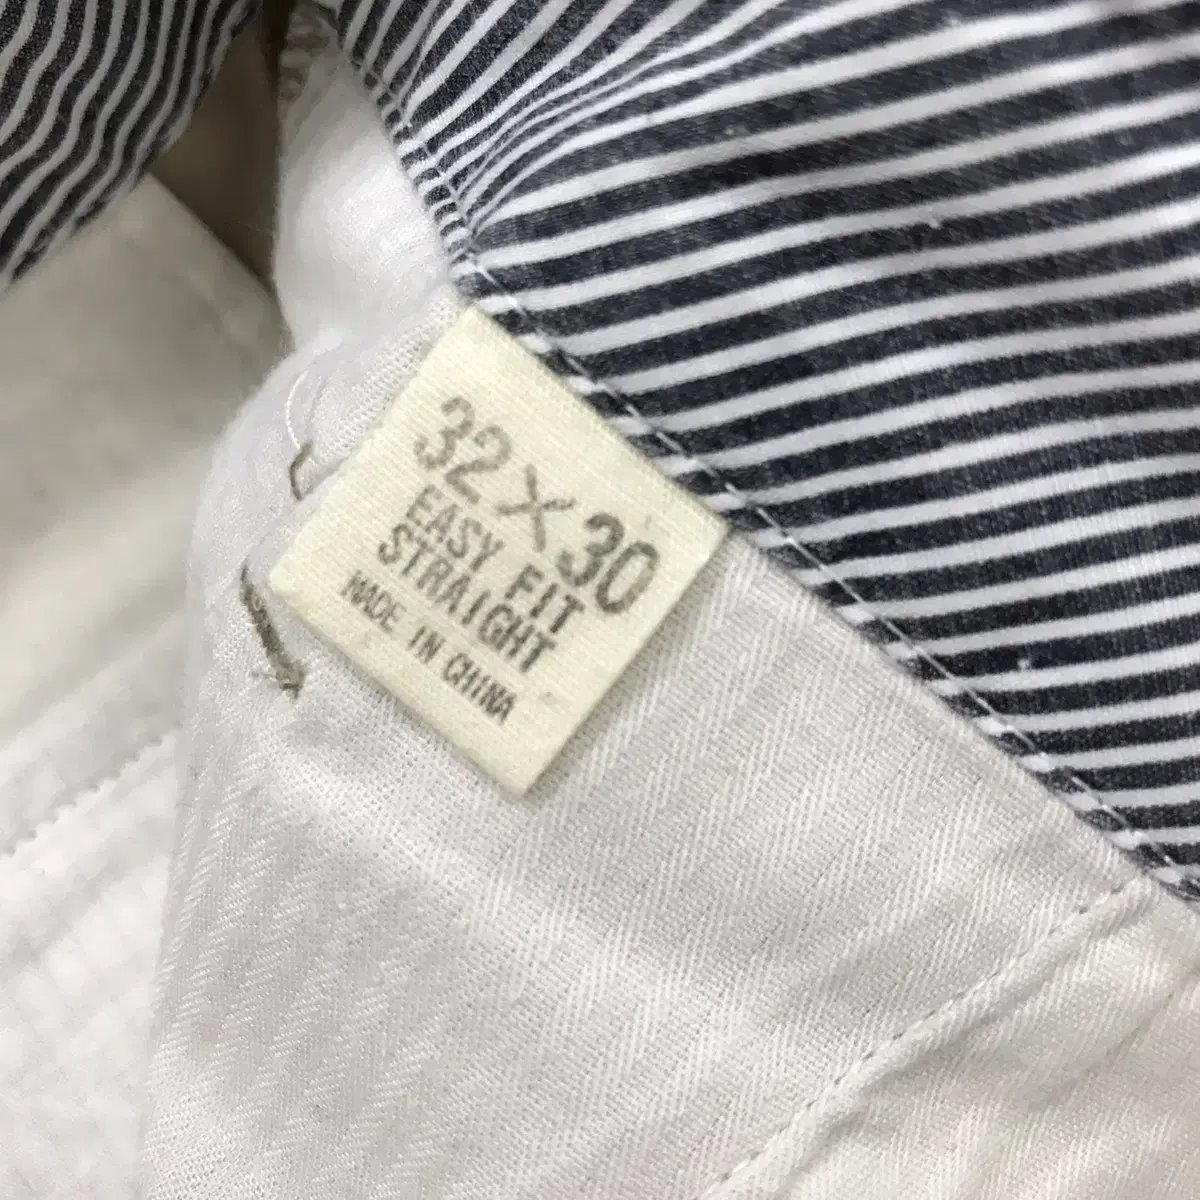 32×30
EASY FIT
STRAIGHT
MADE IN CHINA